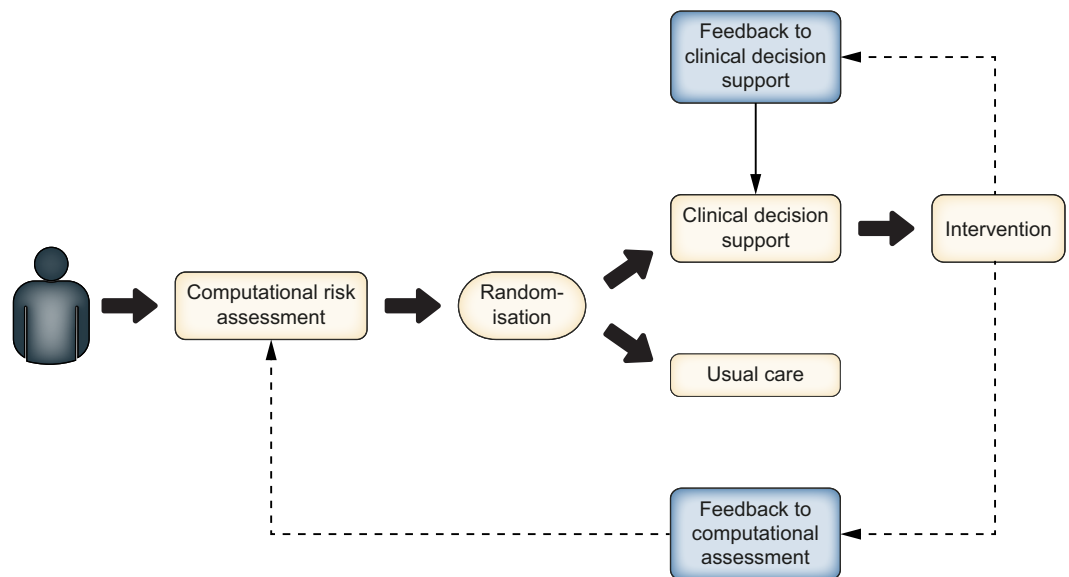 Feedback to
clinical decision
support
Clinical decision
support
Intervention
Computational risk
assessment
Random-
isation
Usual care
Feedback to
computational
assessment